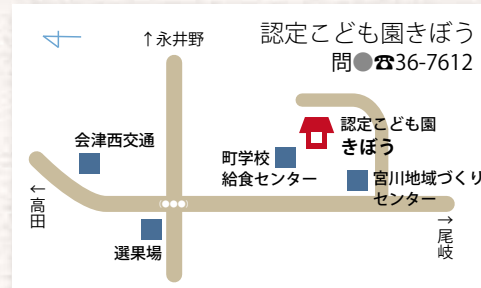 認定こども園きぼう
問●☎36-7612
↑永井野
会津西交通
認定こども園
きぼう
町学校
給食センター
宮川地域づくり
センター
←高田
選果場
→尾岐